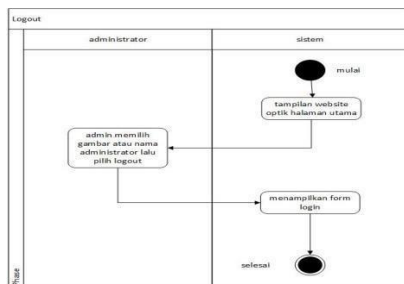 Logout
administrator
sistem
mulai
tampilan website
optik halaman utama
admin memilih
gambar atau nama
administrator lalu
pilih logout
menampilkan form
login
selesai
Phase